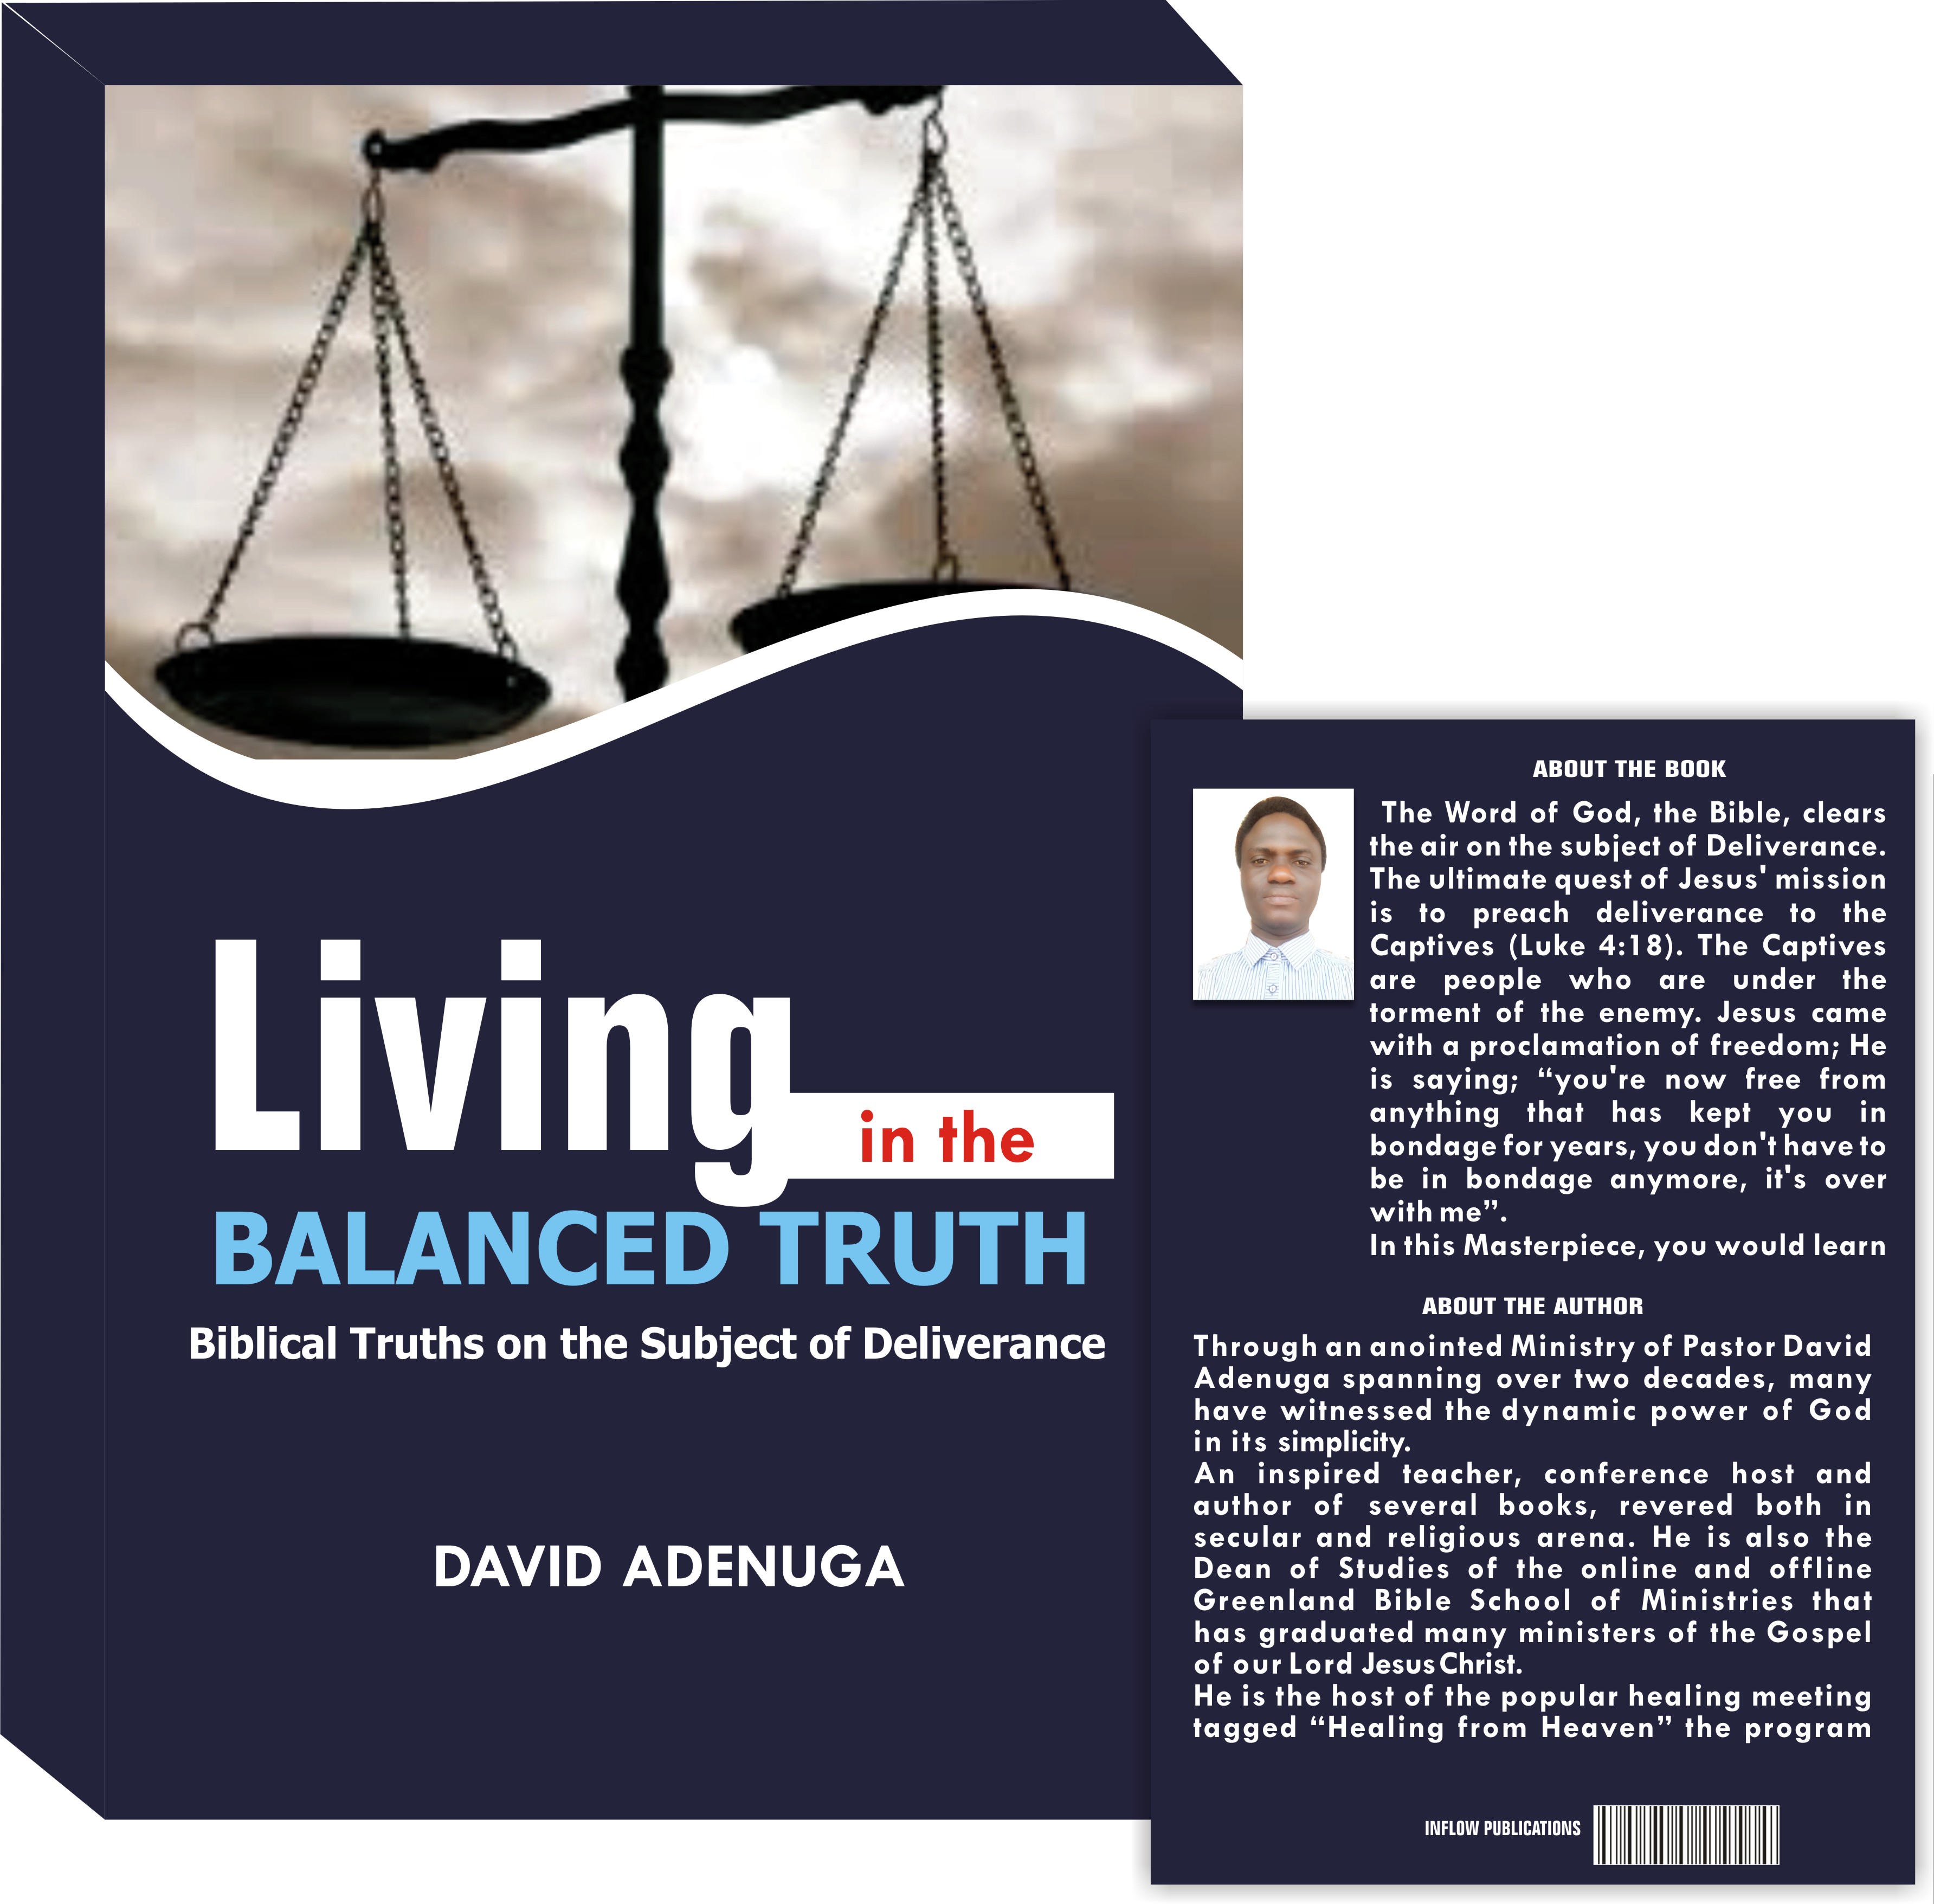 Living
in the
BALANCED TRUTH
Biblical Truths on the Subject of Deliverance
DAVID ADENUGA
ABOUT THE BOOK
The Word of God, the Bible, clears
the air on the subject of Deliverance.
The ultimate quest of Jesus' mission
is to preach deliverance to the
Captives (Luke 4:18). The Captives
are people who are under the
torment of the enemy. Jesus came
with a proclamation of freedom; He
is saying; “you're now free from
anything that has kept you in
bondage for years, you don't have to
be in bondage anymore, it's over
with me”.
In this Masterpiece, you would learn
ABOUT THE AUTHOR
Through an anointed Ministry of Pastor David
Adenuga spanning over two decades, many
have witnessed the dynamic power of God
in its simplicity.
An inspired teacher, conference host and
author of several books, revered both in
secular and religious arena. He is also the
Dean of Studies of the online and offline
Greenland Bible School of Ministries that
has graduated many ministers of the Gospel
of our Lord Jesus Christ.
He is the host of the popular healing meeting
tagged “Healing from Heaven” the program
INFLOW PUBLICATIONS